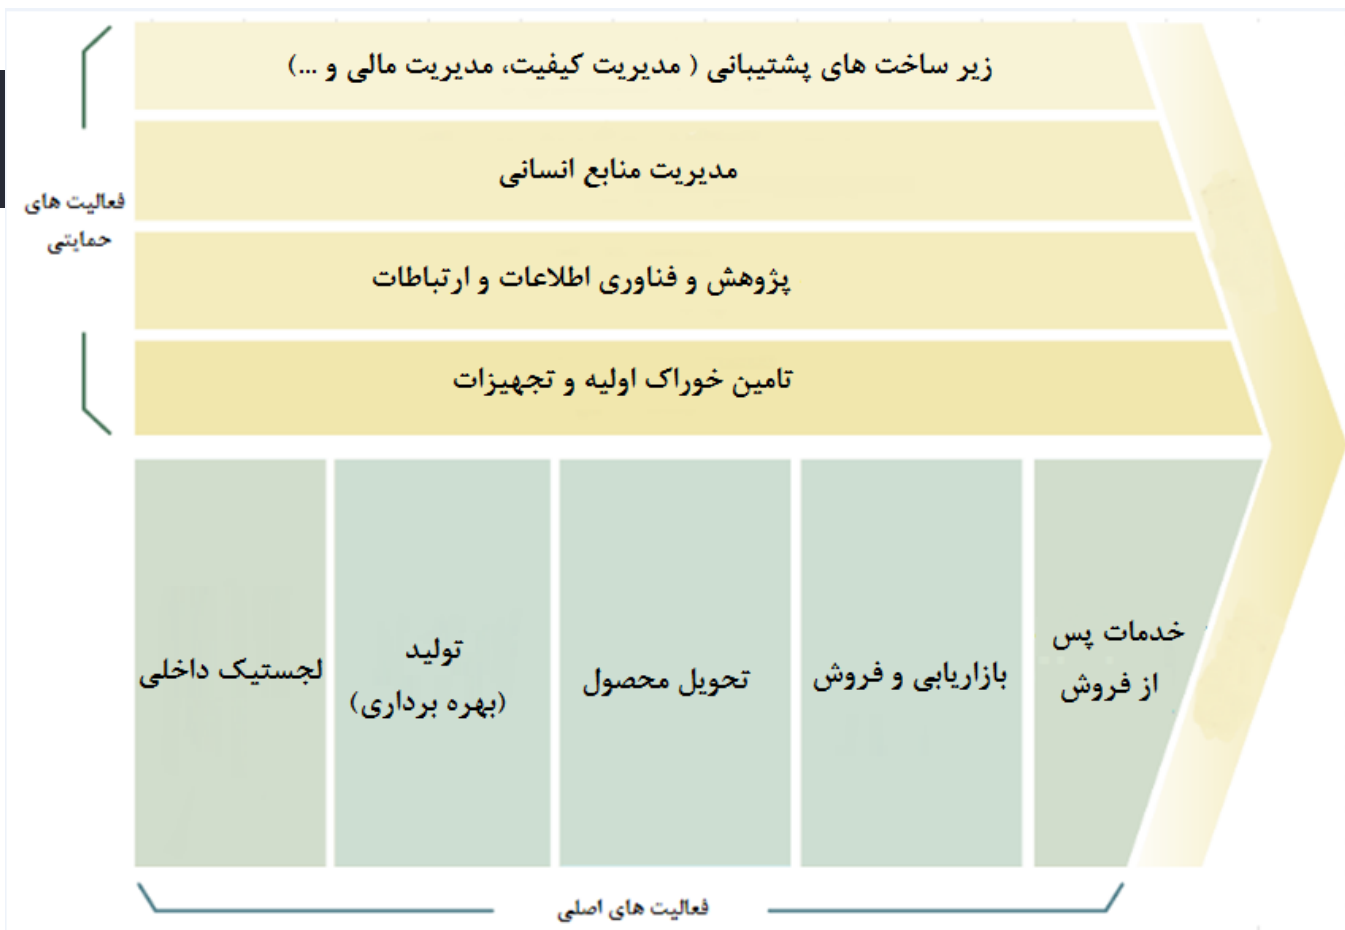 زیر ساخت های پشتیبانی ( مدیریت کیفیت، مدیریت مالی و ...)
مدیریت منابع انسانی
فعالیت های
حمایتی
پژوهش و فناوری اطلاعات و ارتباطات
تامین خوراک اولیه و تجهیزات
لجستیک داخلی
تولید
(بهره برداری)
تحویل محصول
بازاریابی و فروش
خدمات پس
از فروش
فعالیت های اصلی